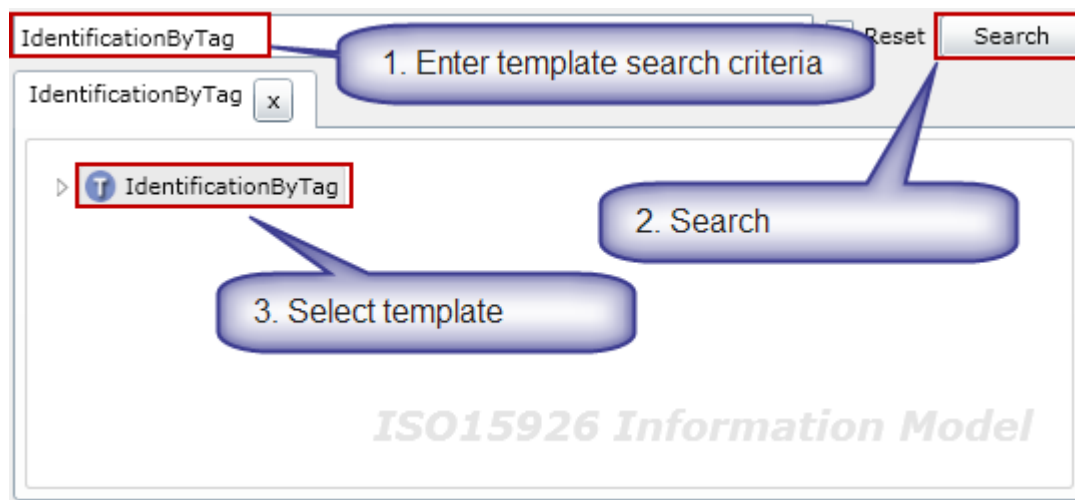 IdentificationByTag
Reset
Search
1. Enter template search criteria
IdentificationByTag x
T IdentificationByTag
2. Search
3. Select template
ISO15926 Information Model